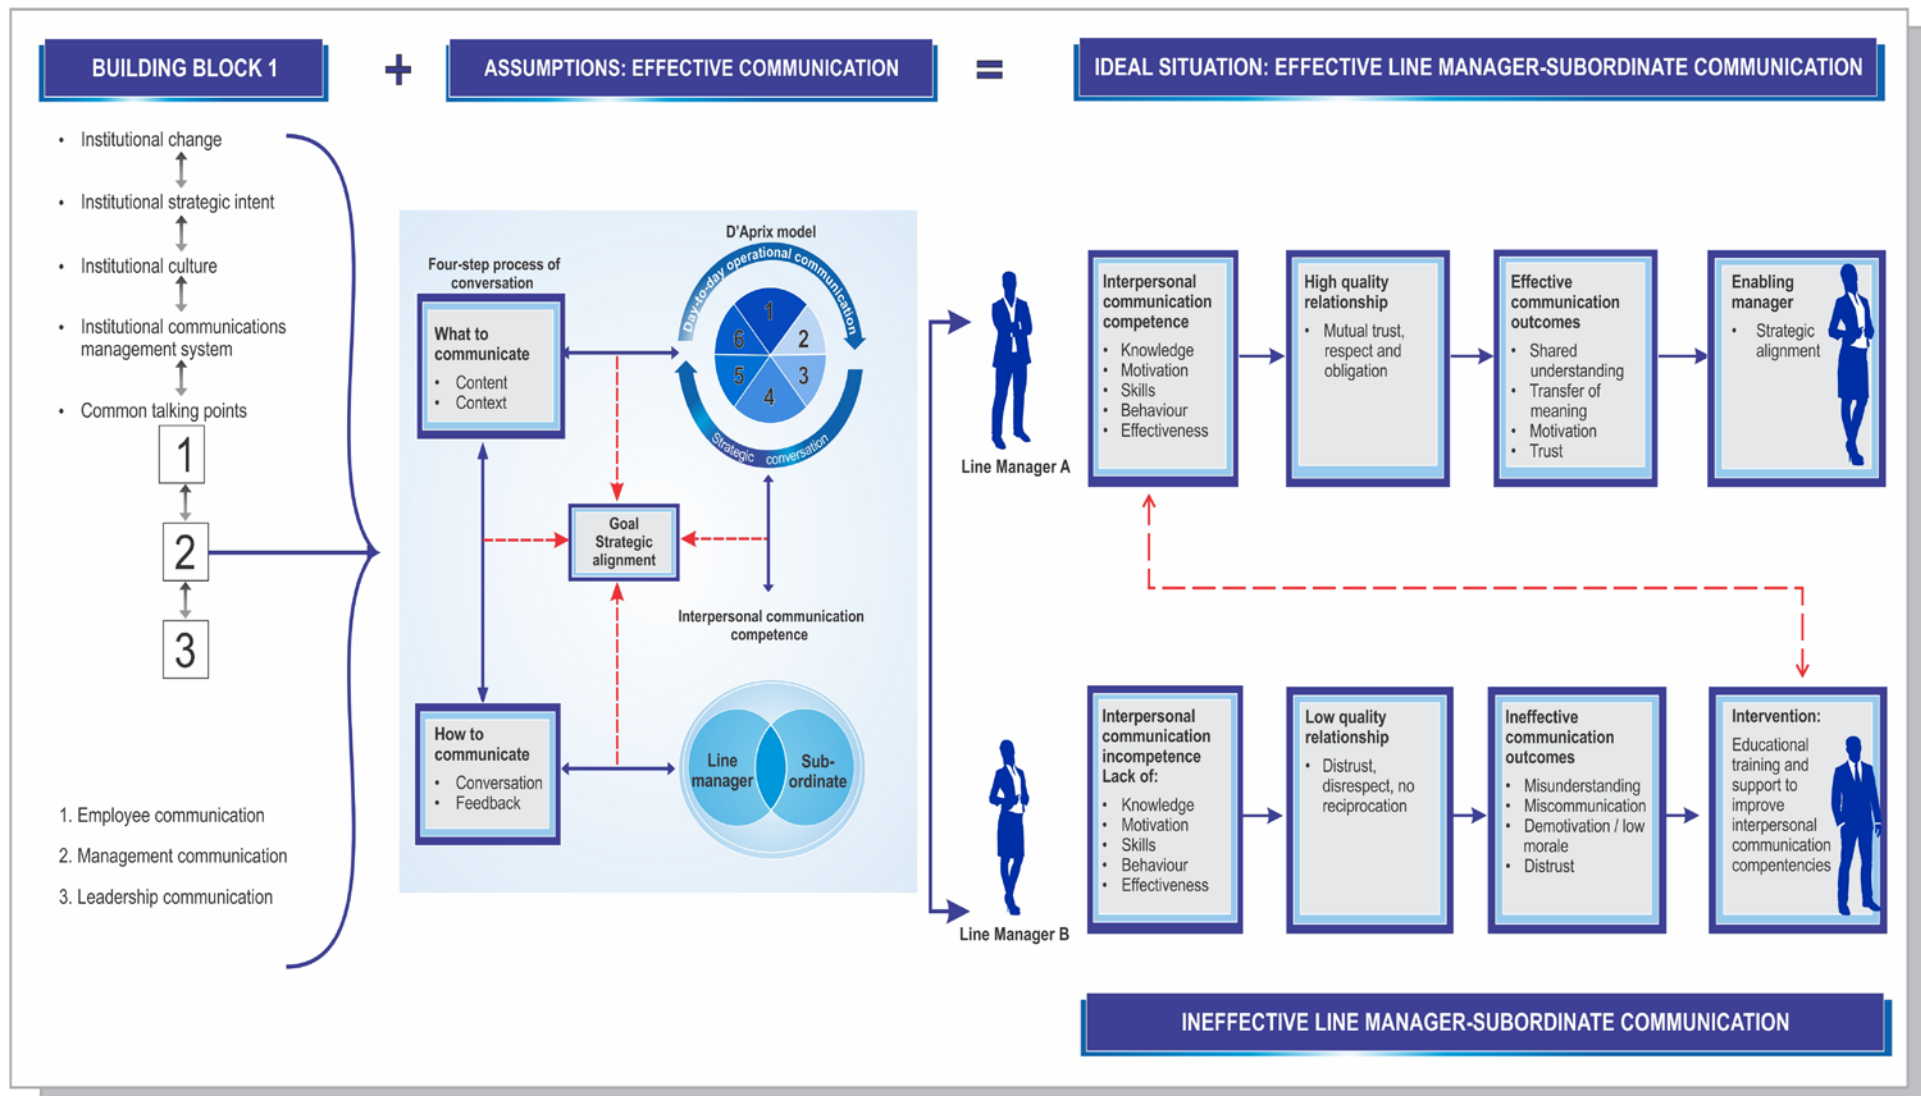 BUILDING BLOCK 1
+
ASSUMPTIONS: EFFECTIVE COMMUNICATION
=
IDEAL SITUATION: EFFECTIVE LINE MANAGER-SUBORDINATE COMMUNICATION
• Institutional change
• Institutional strategic intent
• Institutional culture
• Institutional communications
management system
• Common talking points
1
2
3
1. Employee communication
2. Management communication
3. Leadership communication
Four-step process of
conversation
What to
communicate
• Content
• Context
D'Aprix model
Day-to-day operational communication
1
2
3
4
5
6
Strategic conversation
Goal
Strategic
alignment
Interpersonal communication
competence
How to
communicate
• Conversation
• Feedback
Line
manager
Sub-
ordinate
Line Manager A
Interpersonal
communication
competence
• Knowledge
• Motivation
• Skills
• Behaviour
• Effectiveness
High quality
relationship
• Mutual trust,
respect and
obligation
Effective
communication
outcomes
• Shared
understanding
• Transfer of
meaning
• Motivation
• Trust
Enabling
manager
• Strategic
alignment
Line Manager B
Interpersonal
communication
incompetence
Lack of:
• Knowledge
• Motivation
• Skills
• Behaviour
• Effectiveness
Low quality
relationship
• Distrust,
disrespect, no
reciprocation
Ineffective
communication
outcomes
• Misunderstanding
• Miscommunication
• Demotivation / low
morale
• Distrust
Intervention:
Educational
training and
support to
improve
interpersonal
communication
compentencies
INEFFECTIVE LINE MANAGER-SUBORDINATE COMMUNICATION